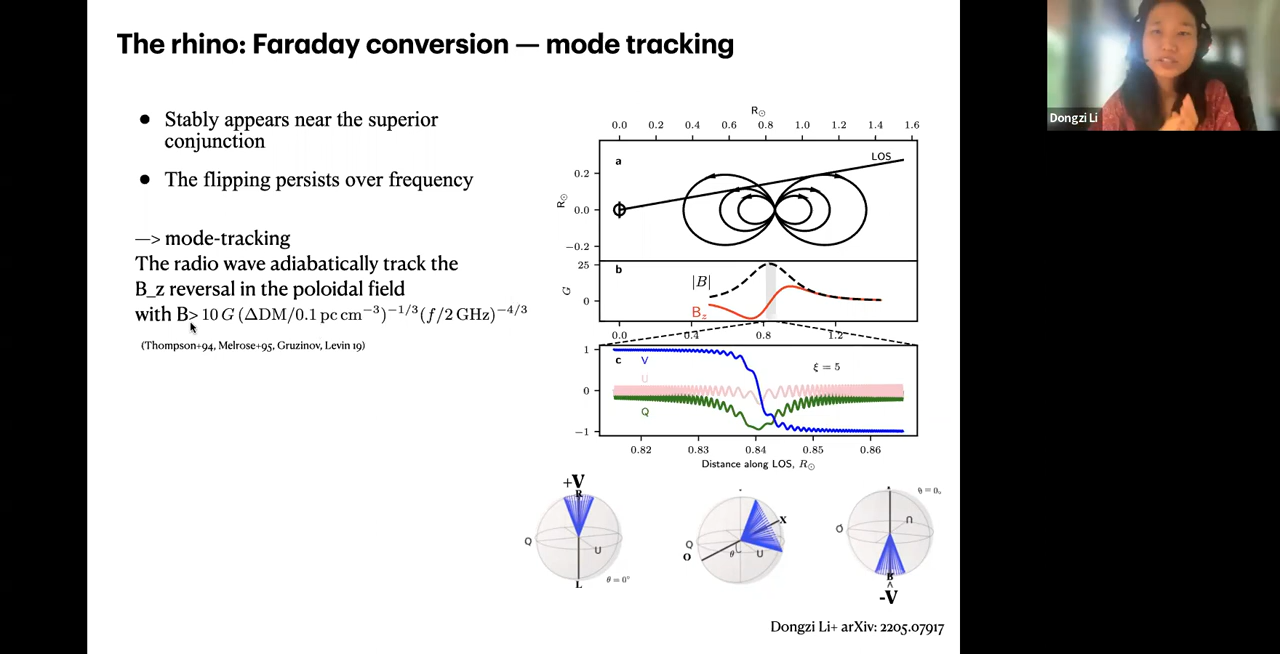 The rhino: Faraday conversion — mode tracking
Stably appears near the superior
conjunction
The flipping persists over frequency
—> mode-tracking
The radio wave adiabatically track the
B_z reversal in the poloidal field
with B> 10 G (ΔDM/0.1 pc cm⁻³)⁻¹ᐟ³(f/2 GHz)⁻⁴ᐟ³
(Thompson+94, Melrose+95, Gruzinov, Levin 19)
R☉
0.0 0.2 0.4 0.6 0.8 1.0 1.2 1.4 1.6
a
LOS
R☉
0.2
0.0
−0.2
b
25
G
0
|B|
B_z
0.0 0.4 0.8 1.2
c
V
U
Q
ξ = 5
1
0
−1
0.82 0.83 0.84 0.85 0.86
Distance along LOS, R☉
+V
R
Q
U
L
θ = 0°
X
Q
O
θ
U
θ = 0°
Q
U
-V
Dongzi Li+ arXiv: 2205.07917
Dongzi Li